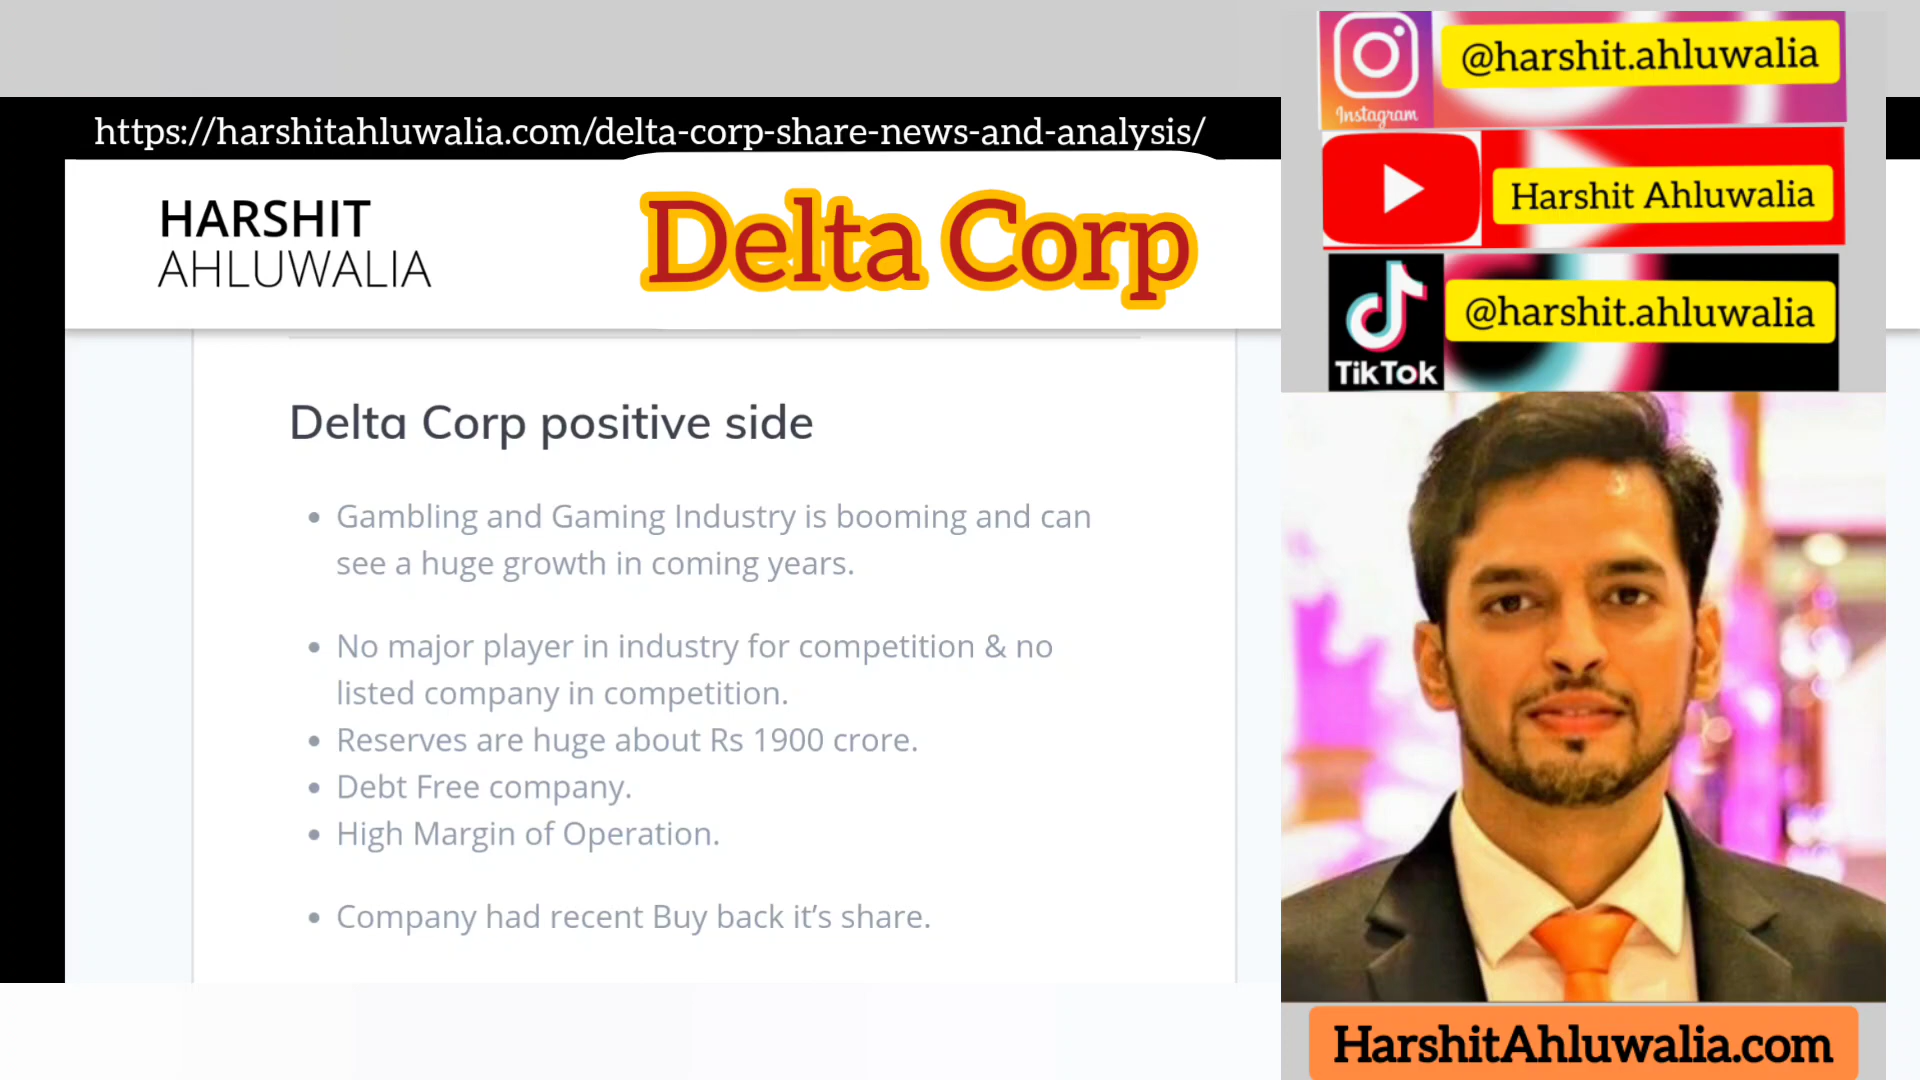 https://harshitahluwalia.com/delta-corp-share-news-and-analysis/
HARSHIT
AHLUWALIA
Delta Corp
Delta Corp positive side
• Gambling and Gaming Industry is booming and can
see a huge growth in coming years.
• No major player in industry for competition & no
listed company in competition.
• Reserves are huge about Rs 1900 crore.
• Debt Free company.
• High Margin of Operation.
• Company had recent Buy back it’s share.
Instagram
@harshit.ahluwalia
Harshit Ahluwalia
TikTok
@harshit.ahluwalia
HarshitAhluwalia.com